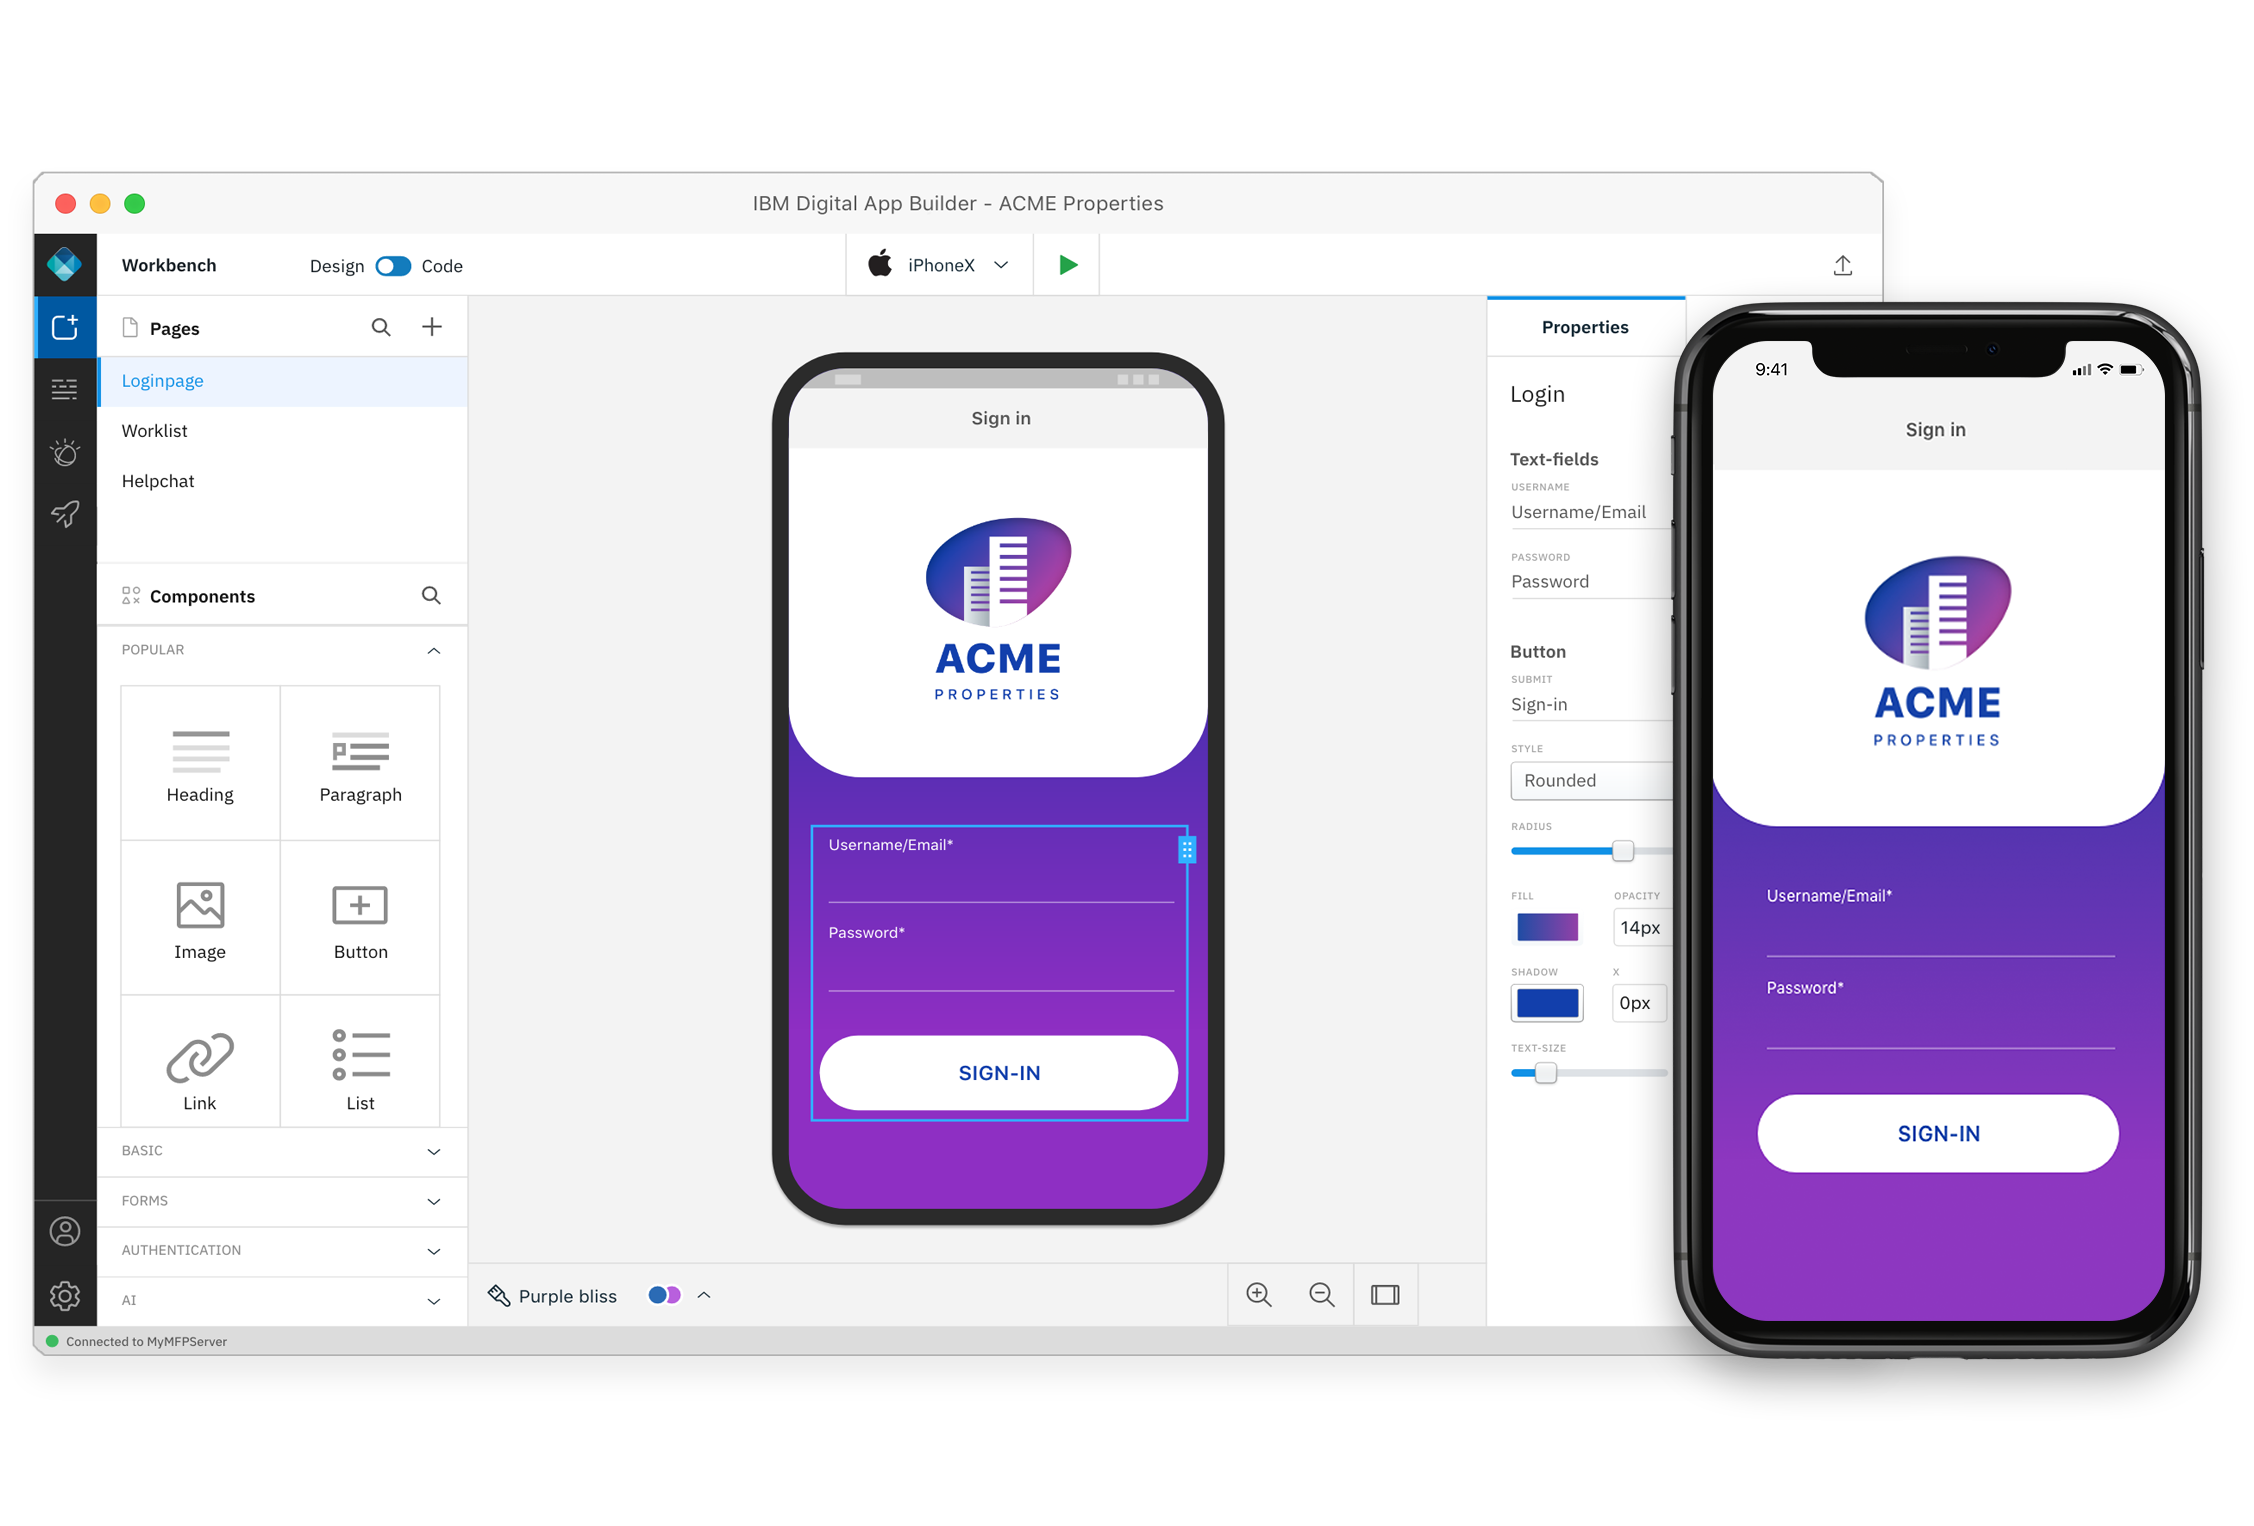 IBM Digital App Builder - ACME Properties
Workbench
Design Code
iPhoneX
Pages
Loginpage
Worklist
Helpchat
Components
POPULAR
Heading
Paragraph
Image
Button
Link
List
BASIC
FORMS
AUTHENTICATION
AI
Connected to MyMFPServer
Sign in
ACME
PROPERTIES
Username/Email*
Password*
SIGN-IN
Purple bliss
Properties
Login
Text-fields
USERNAME
Username/Email
PASSWORD
Password
Button
SUBMIT
Sign-in
STYLE
Rounded
RADIUS
FILL OPACITY
14px
SHADOW X
0px
TEXT-SIZE
9:41
Sign in
ACME
PROPERTIES
Username/Email*
Password*
SIGN-IN